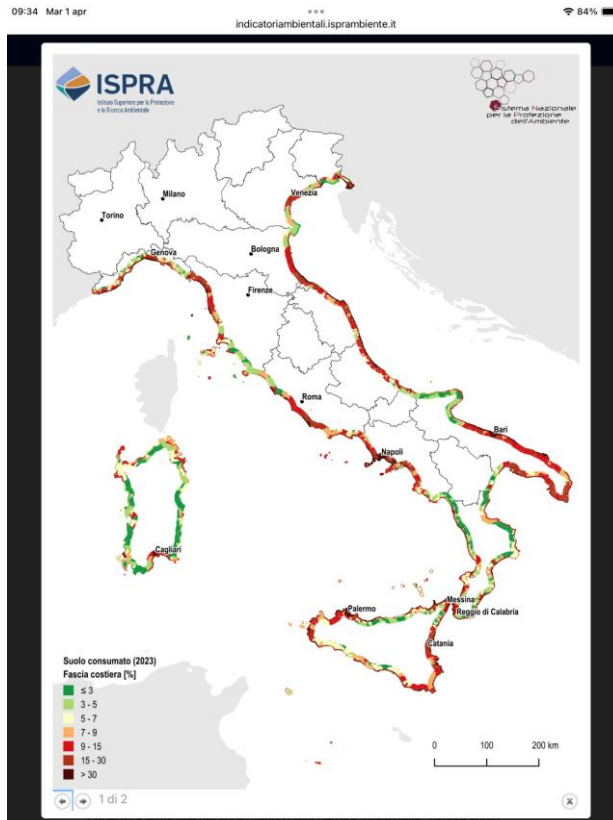 09:34 Mar 1 apr
84%
indicatoriambientali.isprambiente.it
ISPRA
Istituto Superiore per la Protezione
e la Ricerca Ambientale
Sistema Nazionale
per la Protezione
dell'Ambiente
Venezia
Milano
Torino
Genova
Bologna
Firenze
Roma
Bari
Napoli
Cagliari
Messina
Palermo
Reggio di Calabria
Catania
Suolo consumato (2023)
Fascia costiera [%]
≤ 3
3 - 5
5 - 7
7 - 9
9 - 15
15 - 30
> 30
0 100 200 km
1 di 2